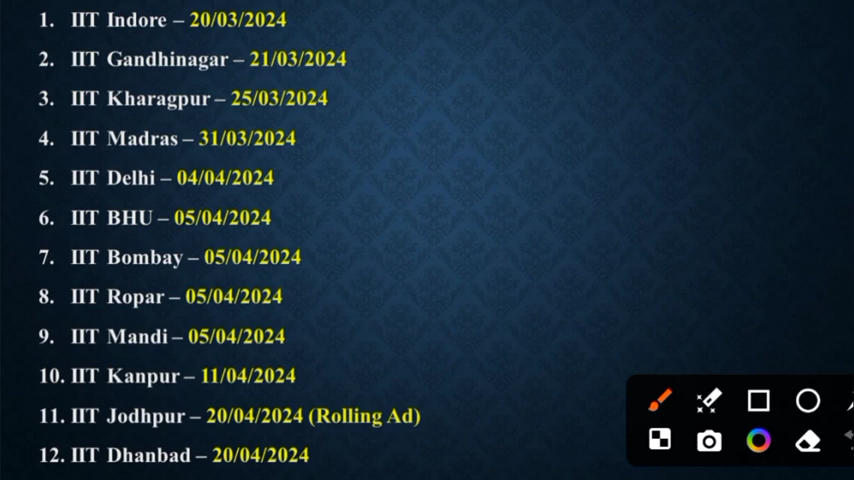 1. IIT Indore – 20/03/2024
2. IIT Gandhinagar – 21/03/2024
3. IIT Kharagpur – 25/03/2024
4. IIT Madras – 31/03/2024
5. IIT Delhi – 04/04/2024
6. IIT BHU – 05/04/2024
7. IIT Bombay – 05/04/2024
8. IIT Ropar – 05/04/2024
9. IIT Mandi – 05/04/2024
10. IIT Kanpur – 11/04/2024
11. IIT Jodhpur – 20/04/2024 (Rolling Ad)
12. IIT Dhanbad – 20/04/2024